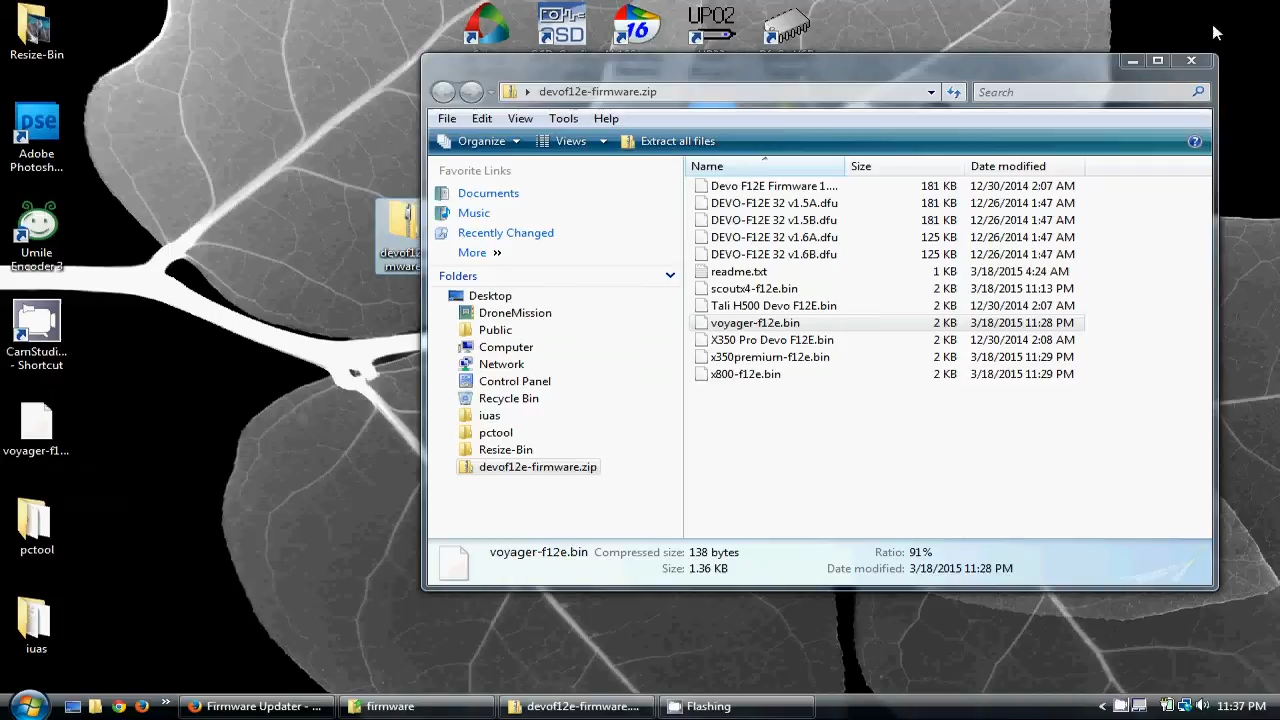 Resize-Bin
dse
Adobe
Photosh...
Umile
Encoder 3
CamStudi...
- Shortcut
voyager-f1...
pctool
iuas
SD
16
UP02
devof12e-firmware.zip
Search
File Edit View Tools Help
Organize Views Extract all files
Favorite Links
Documents
Music
Recently Changed
More »
Folders
Desktop
DroneMission
Public
Computer
Network
Control Panel
Recycle Bin
iuas
pctool
Resize-Bin
devof12e-firmware.zip
Name Size Date modified
Devo F12E Firmware 1.... 181 KB 12/30/2014 2:07 AM
DEVO-F12E 32 v1.5A.dfu 181 KB 12/26/2014 1:47 AM
DEVO-F12E 32 v1.5B.dfu 181 KB 12/26/2014 1:47 AM
DEVO-F12E 32 v1.6A.dfu 125 KB 12/26/2014 1:47 AM
DEVO-F12E 32 v1.6B.dfu 125 KB 12/26/2014 1:47 AM
readme.txt 1 KB 3/18/2015 4:24 AM
scoutx4-f12e.bin 2 KB 3/18/2015 11:13 PM
Tali H500 Devo F12E.bin 2 KB 12/30/2014 2:07 AM
voyager-f12e.bin 2 KB 3/18/2015 11:28 PM
X350 Pro Devo F12E.bin 2 KB 12/30/2014 2:08 AM
x350premium-f12e.bin 2 KB 3/18/2015 11:29 PM
x800-f12e.bin 2 KB 3/18/2015 11:29 PM
voyager-f12e.bin Compressed size: 138 bytes Ratio: 91%
Size: 1.36 KB Date modified: 3/18/2015 11:28 PM
Firmware Updater - ... firmware devof12e-firmware.... Flashing 11:37 PM